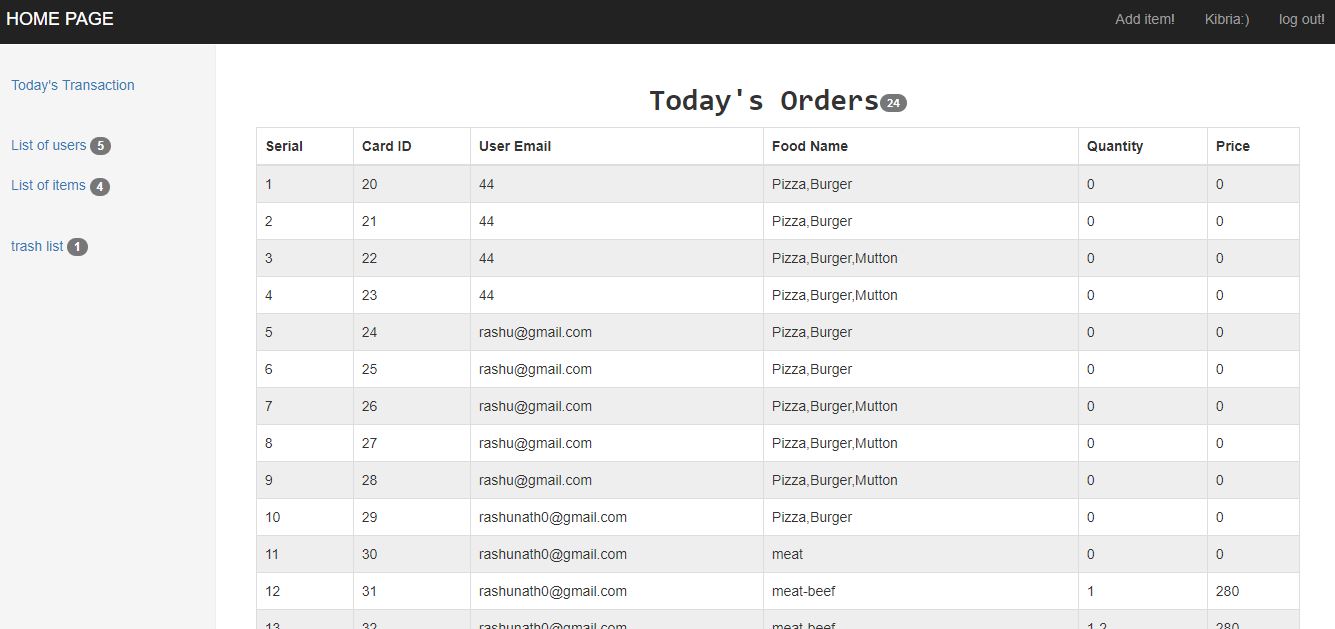 HOME PAGE Add item! Kibria:) log out!
Today's Transaction
List of users 5
List of items 4
trash list 1
Today's Orders 24
Serial Card ID User Email Food Name Quantity Price
1 20 44 Pizza,Burger 0 0
2 21 44 Pizza,Burger 0 0
3 22 44 Pizza,Burger,Mutton 0 0
4 23 44 Pizza,Burger,Mutton 0 0
5 24 rashu@gmail.com Pizza,Burger 0 0
6 25 rashu@gmail.com Pizza,Burger 0 0
7 26 rashu@gmail.com Pizza,Burger,Mutton 0 0
8 27 rashu@gmail.com Pizza,Burger,Mutton 0 0
9 28 rashu@gmail.com Pizza,Burger,Mutton 0 0
10 29 rashunath0@gmail.com Pizza,Burger 0 0
11 30 rashunath0@gmail.com meat 0 0
12 31 rashunath0@gmail.com meat-beef 1 280
13 32 rashunath0@gmail.com meat-beef 1,2 280